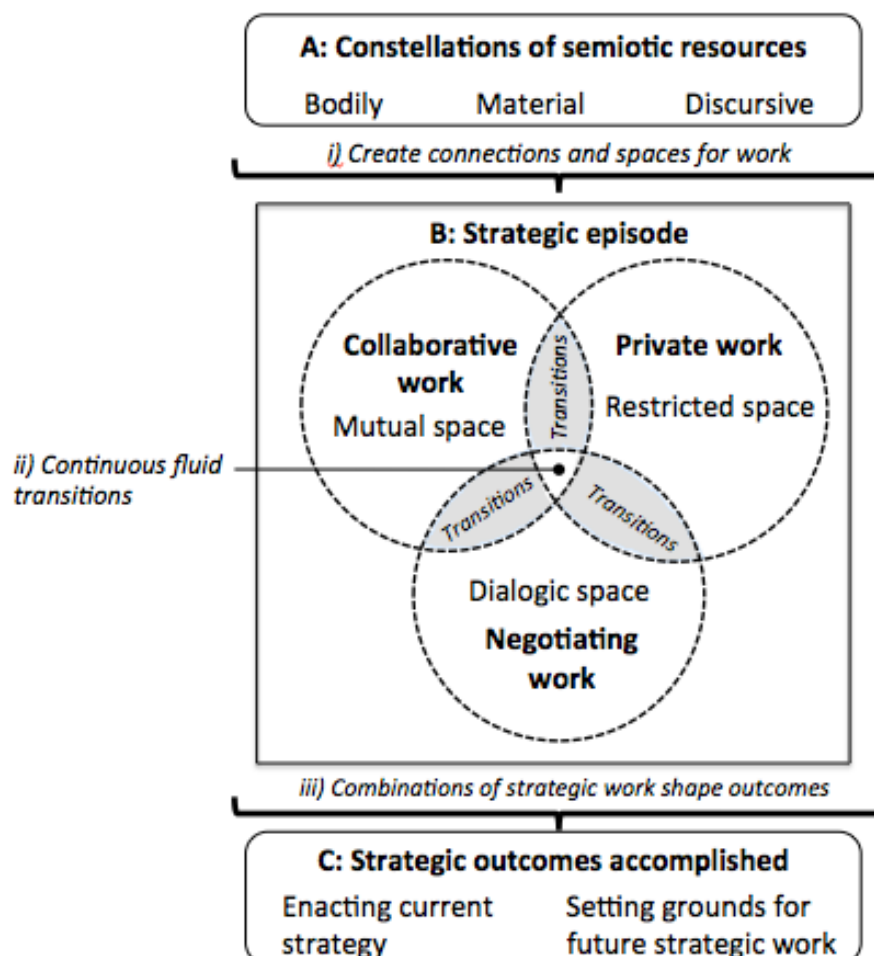 A: Constellations of semiotic resources
Bodily Material Discursive
i) Create connections and spaces for work
B: Strategic episode
Collaborative
work
Mutual space
Transitions
Private work
Restricted space
ii) Continuous fluid
transitions
Transitions
Transitions
Dialogic space
Negotiating
work
iii) Combinations of strategic work shape outcomes
C: Strategic outcomes accomplished
Enacting current
strategy
Setting grounds for
future strategic work